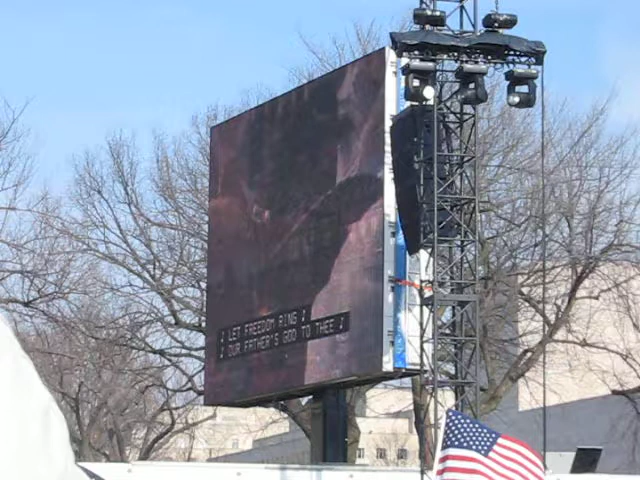 ♪ LET FREEDOM RING ♪
♪ OUR FATHER'S GOD TO THEE ♪